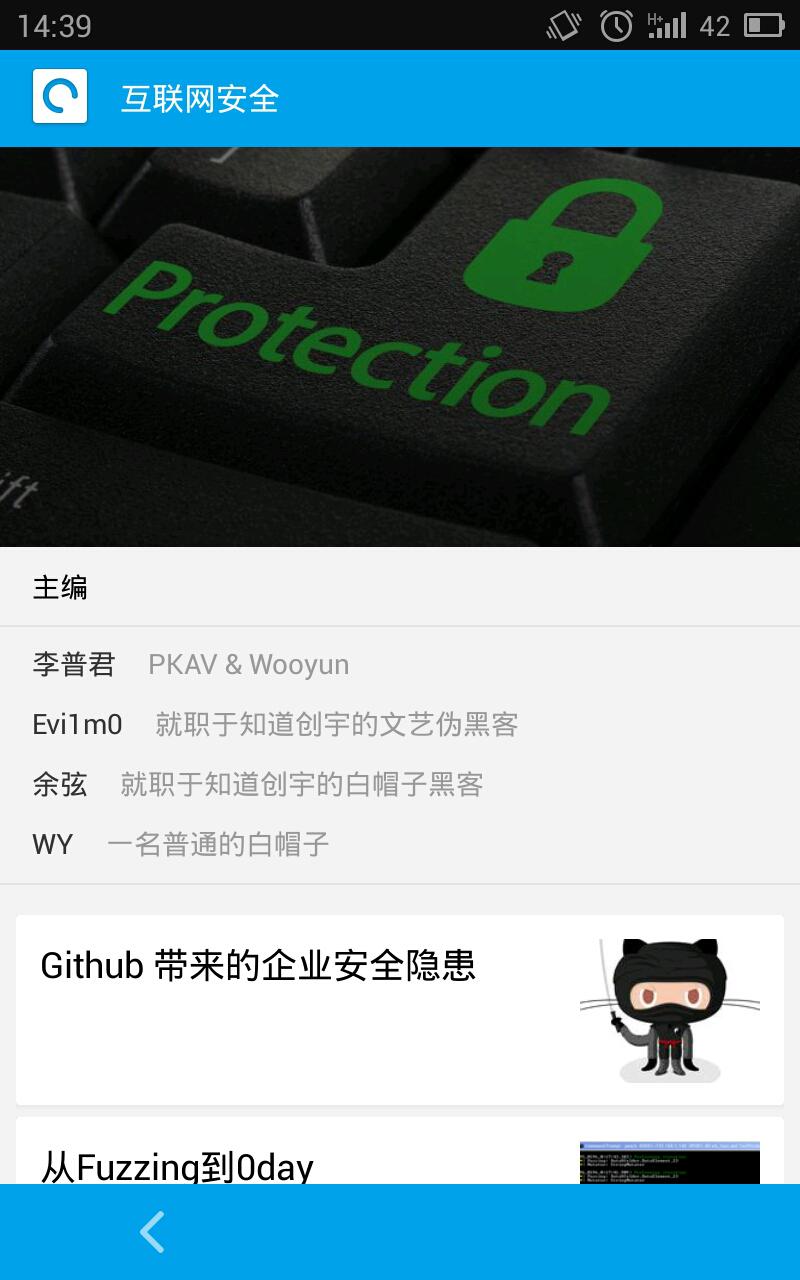 14:39
H+
42
互联网安全
Protection
ift
主编
李普君 PKAV & Wooyun
Evi1m0 就职于知道创宇的文艺伪黑客
余弦 就职于知道创宇的白帽子黑客
WY 一名普通的白帽子
Github 带来的企业安全隐患
从Fuzzing到0day